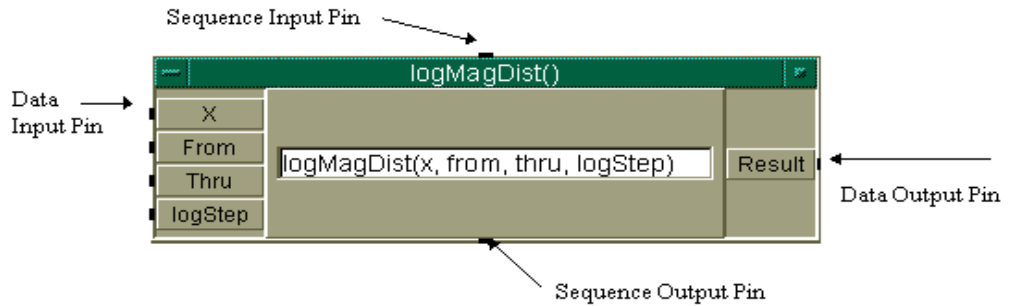 Sequence Input Pin
logMagDist()
Data
Input Pin
X
From
Thru
logStep
logMagDist(x, from, thru, logStep)
Result
Data Output Pin
Sequence Output Pin